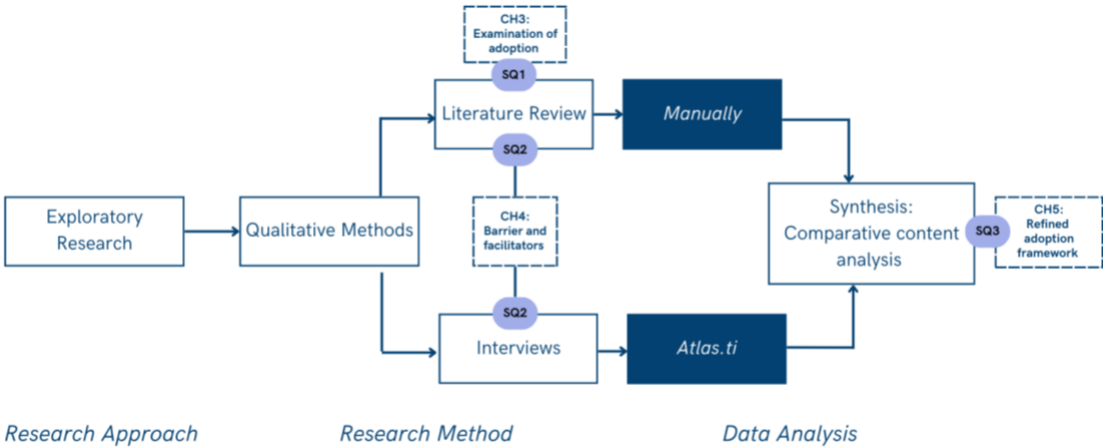 CH3:
Examination of
adoption
SQ1
Literature Review
Manually
SQ2
Exploratory
Research
Qualitative Methods
CH4:
Barrier and
facilitators
Synthesis:
Comparative content
analysis
SQ3
CH5:
Refined
adoption
framework
SQ2
Interviews
Atlas.ti
Research Approach
Research Method
Data Analysis